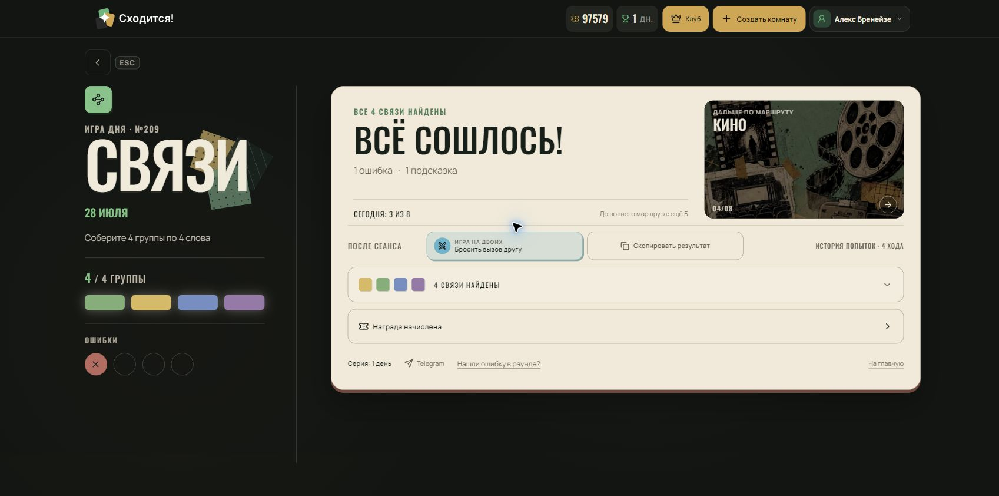 Сходится!
97579
1 ДН.
Клуб
Создать комнату
Алекс Бренейзе
ESC
ИГРА ДНЯ · №209
СВЯЗИ
28 ИЮЛЯ
Соберите 4 группы по 4 слова
4 / 4 ГРУППЫ
ОШИБКИ
ВСЕ 4 СВЯЗИ НАЙДЕНЫ
ВСЁ СОШЛОСЬ!
1 ошибка · 1 подсказка
СЕГОДНЯ: 3 ИЗ 8
До полного маршрута: ещё 5
ДАЛЬШЕ ПО МАРШРУТУ
КИНО
04/08
ПОСЛЕ СЕАНСА
ИГРА НА ДВОИХ
Бросить вызов другу
Скопировать результат
ИСТОРИЯ ПОПЫТОК · 4 ХОДА
4 СВЯЗИ НАЙДЕНЫ
Награда начислена
Серия: 1 день
Telegram
Нашли ошибку в раунде?
На главную